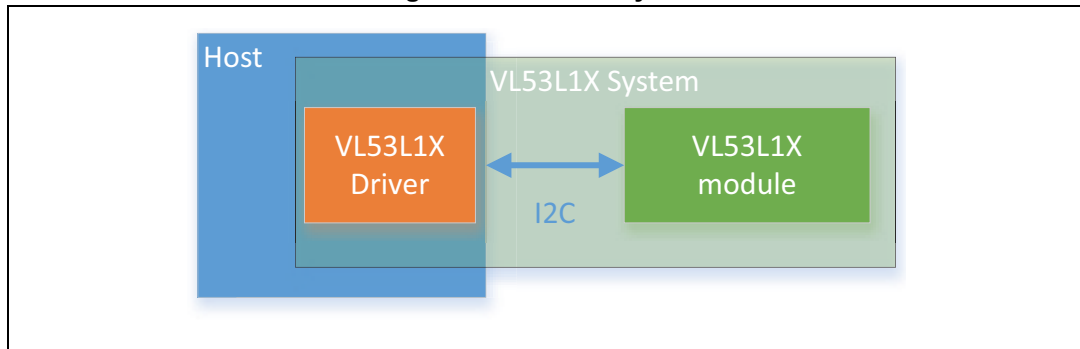 Host
VL53L1X System
VL53L1X
Driver
I2C
VL53L1X
module